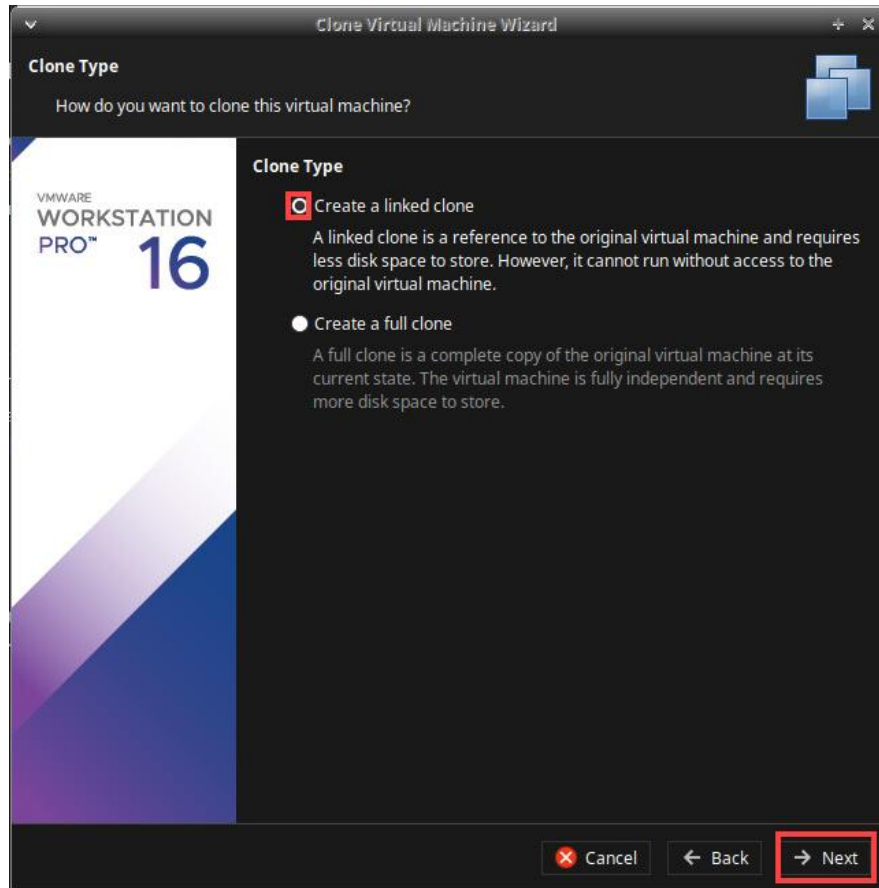 Clone Virtual Machine Wizard
Clone Type
How do you want to clone this virtual machine?
VMWARE
WORKSTATION
PRO™ 16
Clone Type
Create a linked clone
A linked clone is a reference to the original virtual machine and requires
less disk space to store. However, it cannot run without access to the
original virtual machine.
Create a full clone
A full clone is a complete copy of the original virtual machine at its
current state. The virtual machine is fully independent and requires
more disk space to store.
Cancel Back Next